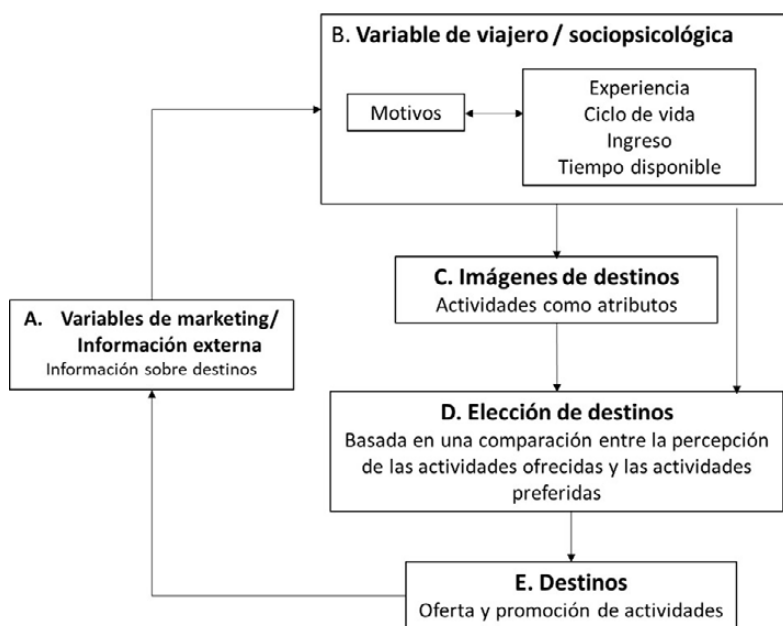 B. Variable de viajero / sociopsicológica
Motivos
Experiencia
Ciclo de vida
Ingreso
Tiempo disponible
C. Imágenes de destinos
Actividades como atributos
A. Variables de marketing/
Información externa
Información sobre destinos
D. Elección de destinos
Basada en una comparación entre la percepción
de las actividades ofrecidas y las actividades
preferidas
E. Destinos
Oferta y promoción de actividades